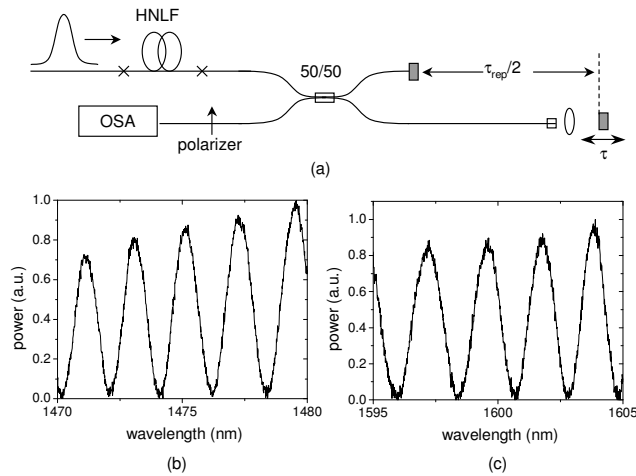 HNLF
50/50
τrep/2
OSA
polarizer
τ
(a)
1.0
0.8
0.6
0.4
0.2
0.0
power (a.u.)
1470 1475 1480
wavelength (nm)
(b)
1.0
0.8
0.6
0.4
0.2
0.0
power (a.u.)
1595 1600 1605
wavelength (nm)
(c)